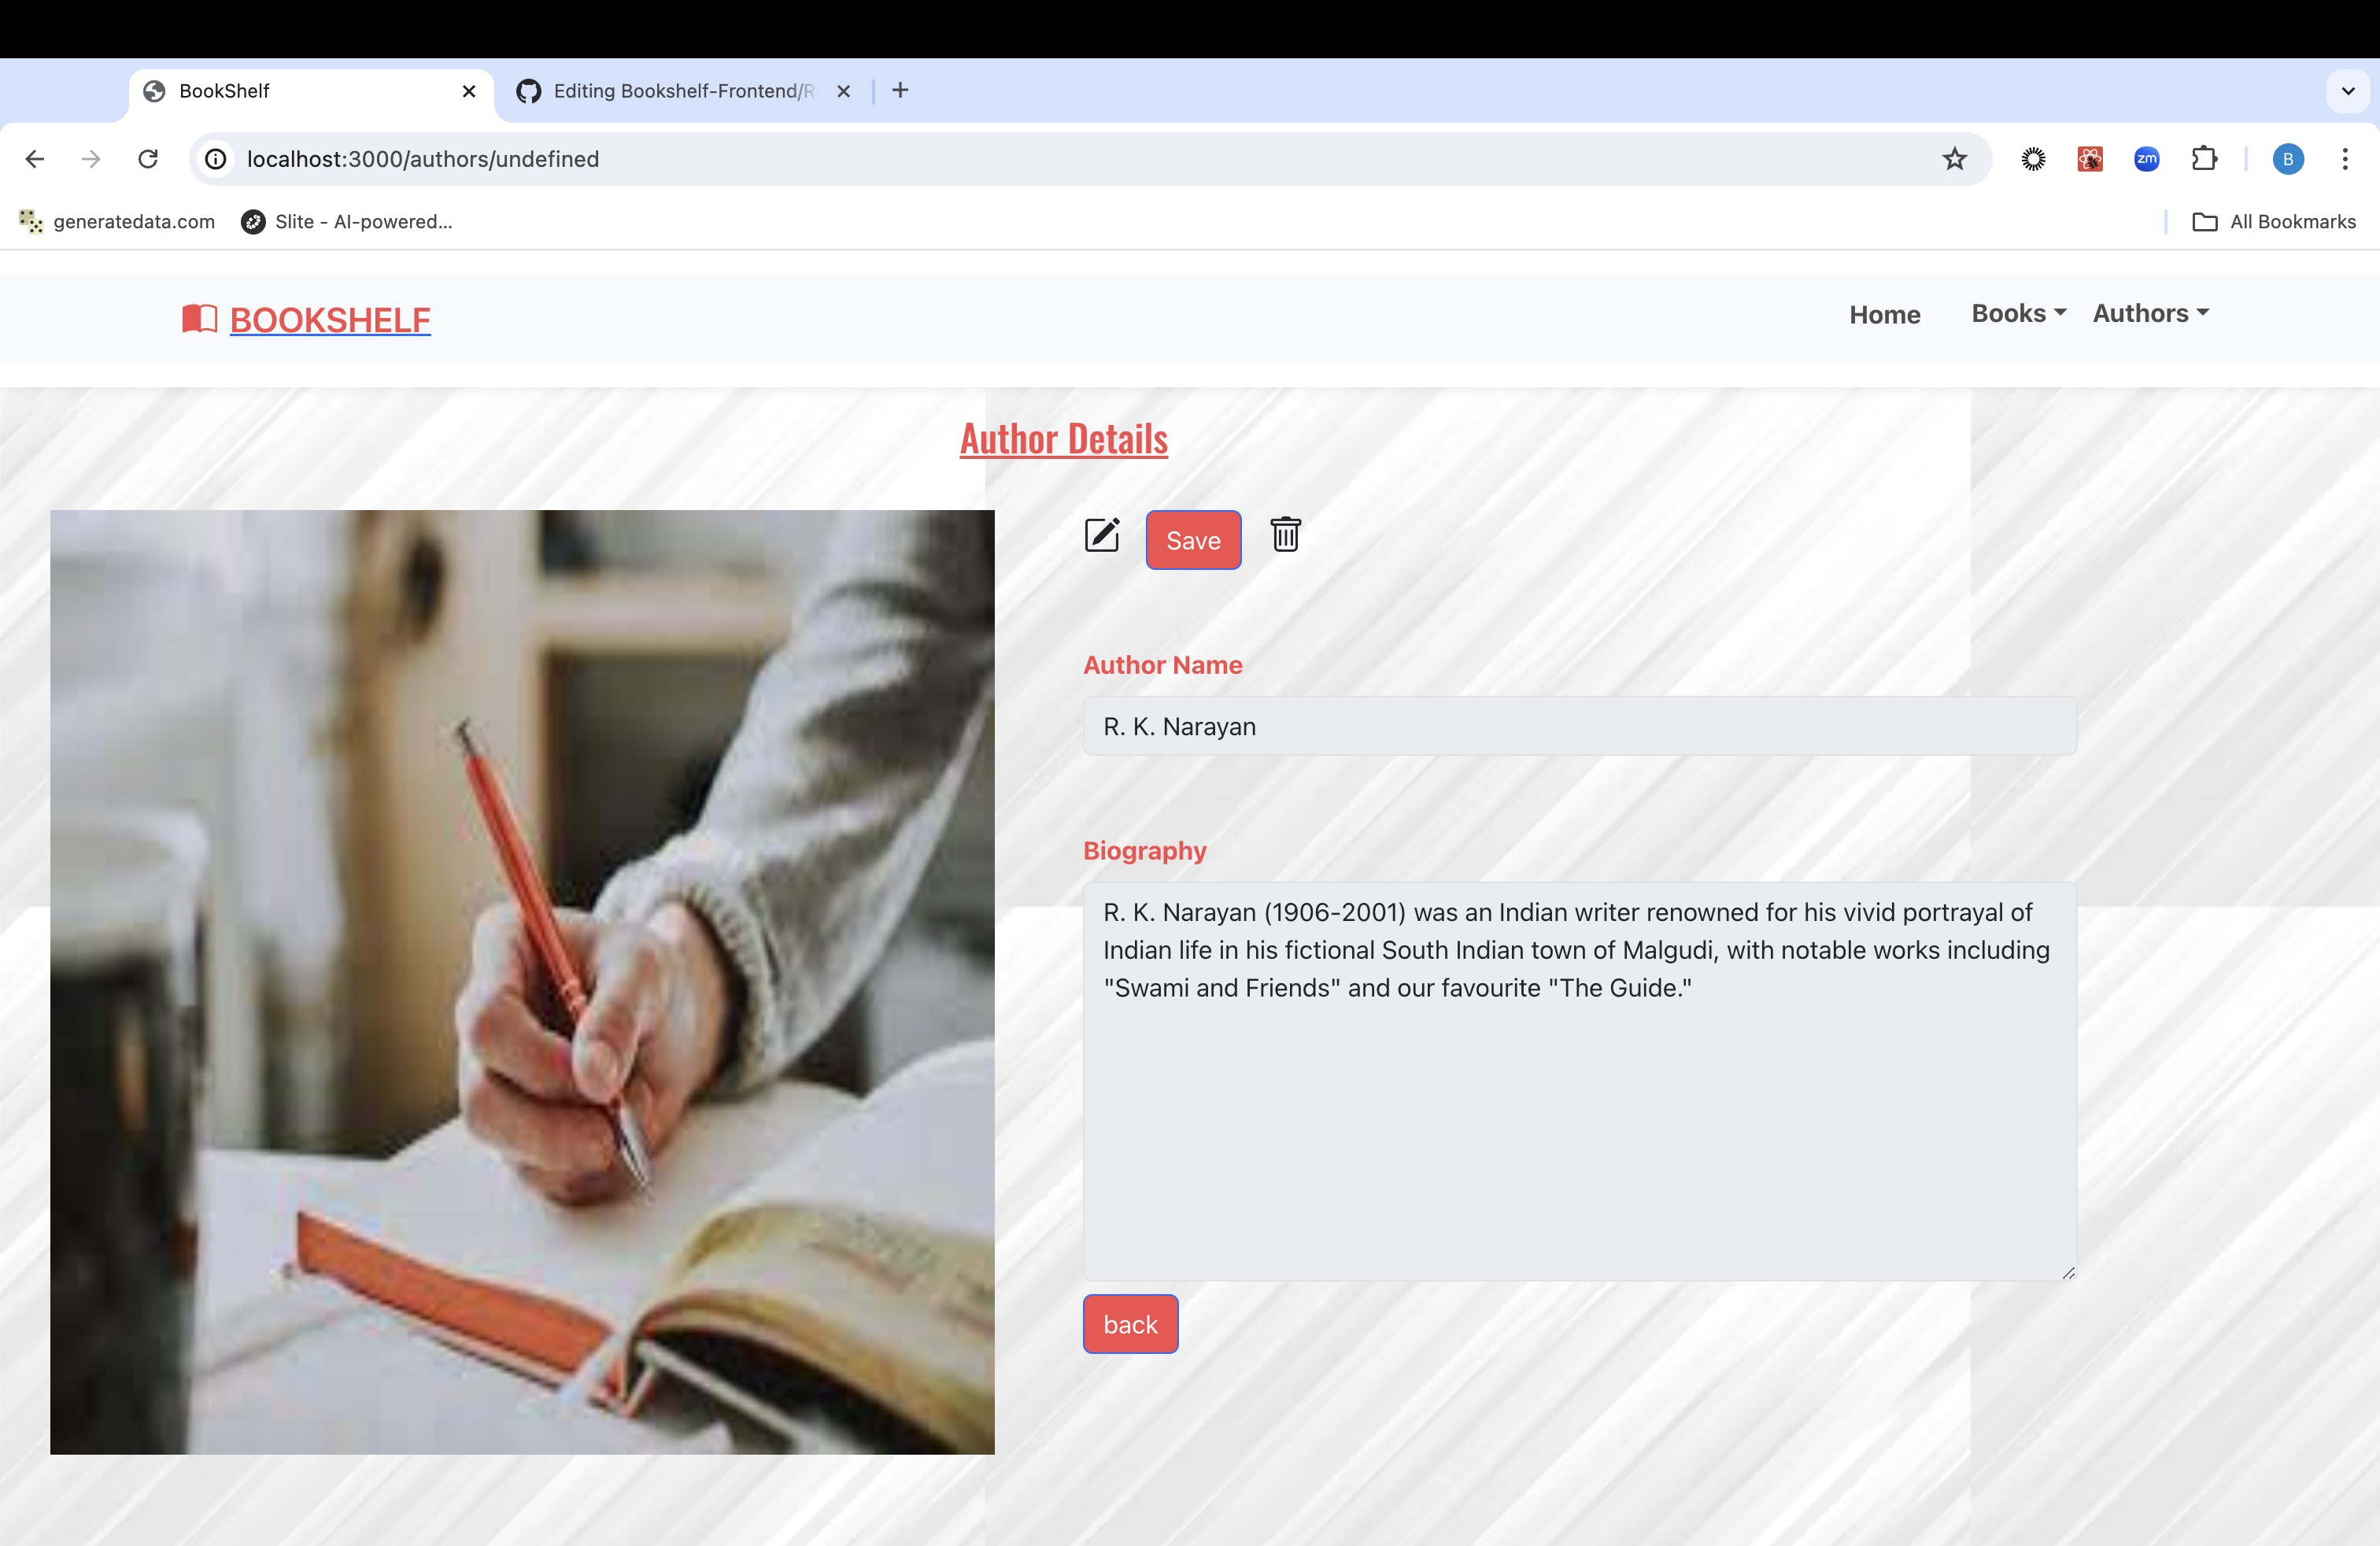 BookShelf
Editing Bookshelf-Frontend/R
localhost:3000/authors/undefined
zm
B
generatedata.com
Slite - AI-powered...
All Bookmarks
BOOKSHELF
Home
Books
Authors
Author Details
Save
Author Name
R. K. Narayan
Biography
R. K. Narayan (1906-2001) was an Indian writer renowned for his vivid portrayal of
Indian life in his fictional South Indian town of Malgudi, with notable works including
"Swami and Friends" and our favourite "The Guide."
back